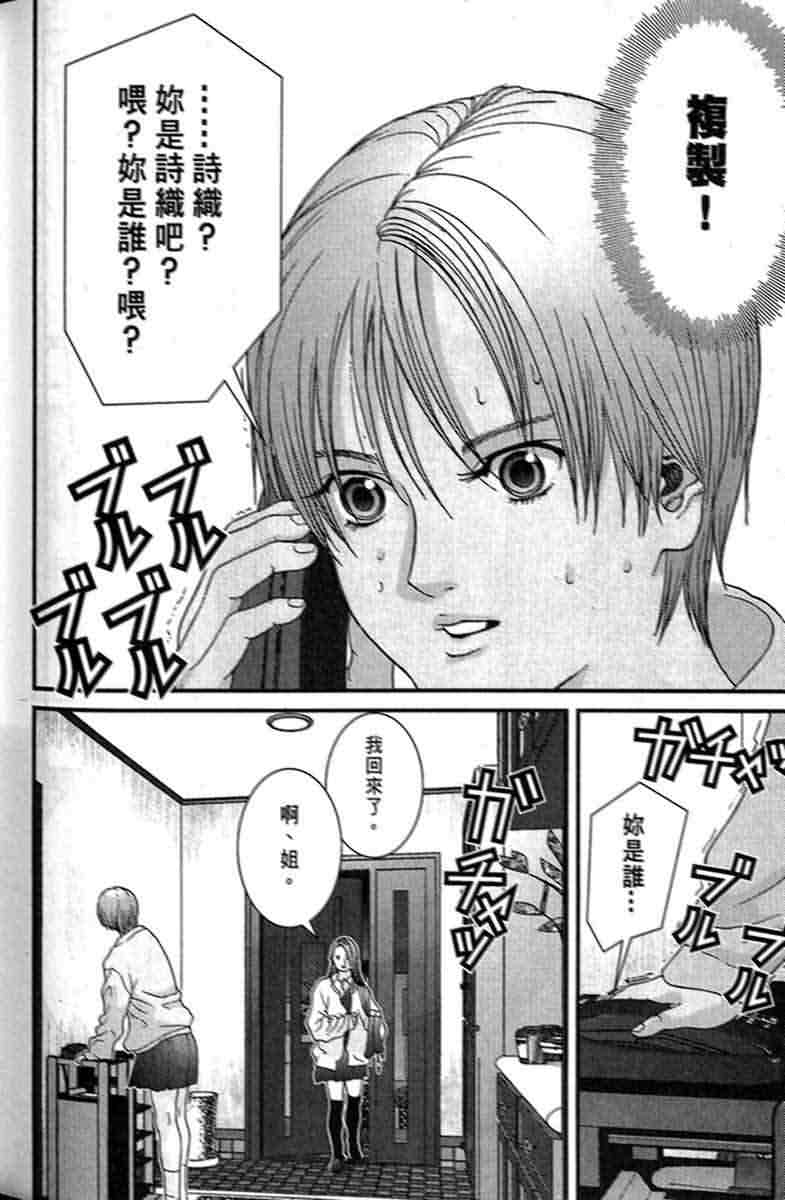 複製！
……詩織？
妳是詩織吧？
喂？妳是誰？喂？
ブル
ブル
ブル
ブル
ガチャッ
妳是誰…
ブル
ブル
ガチャッ
我回來了。
啊、姐。